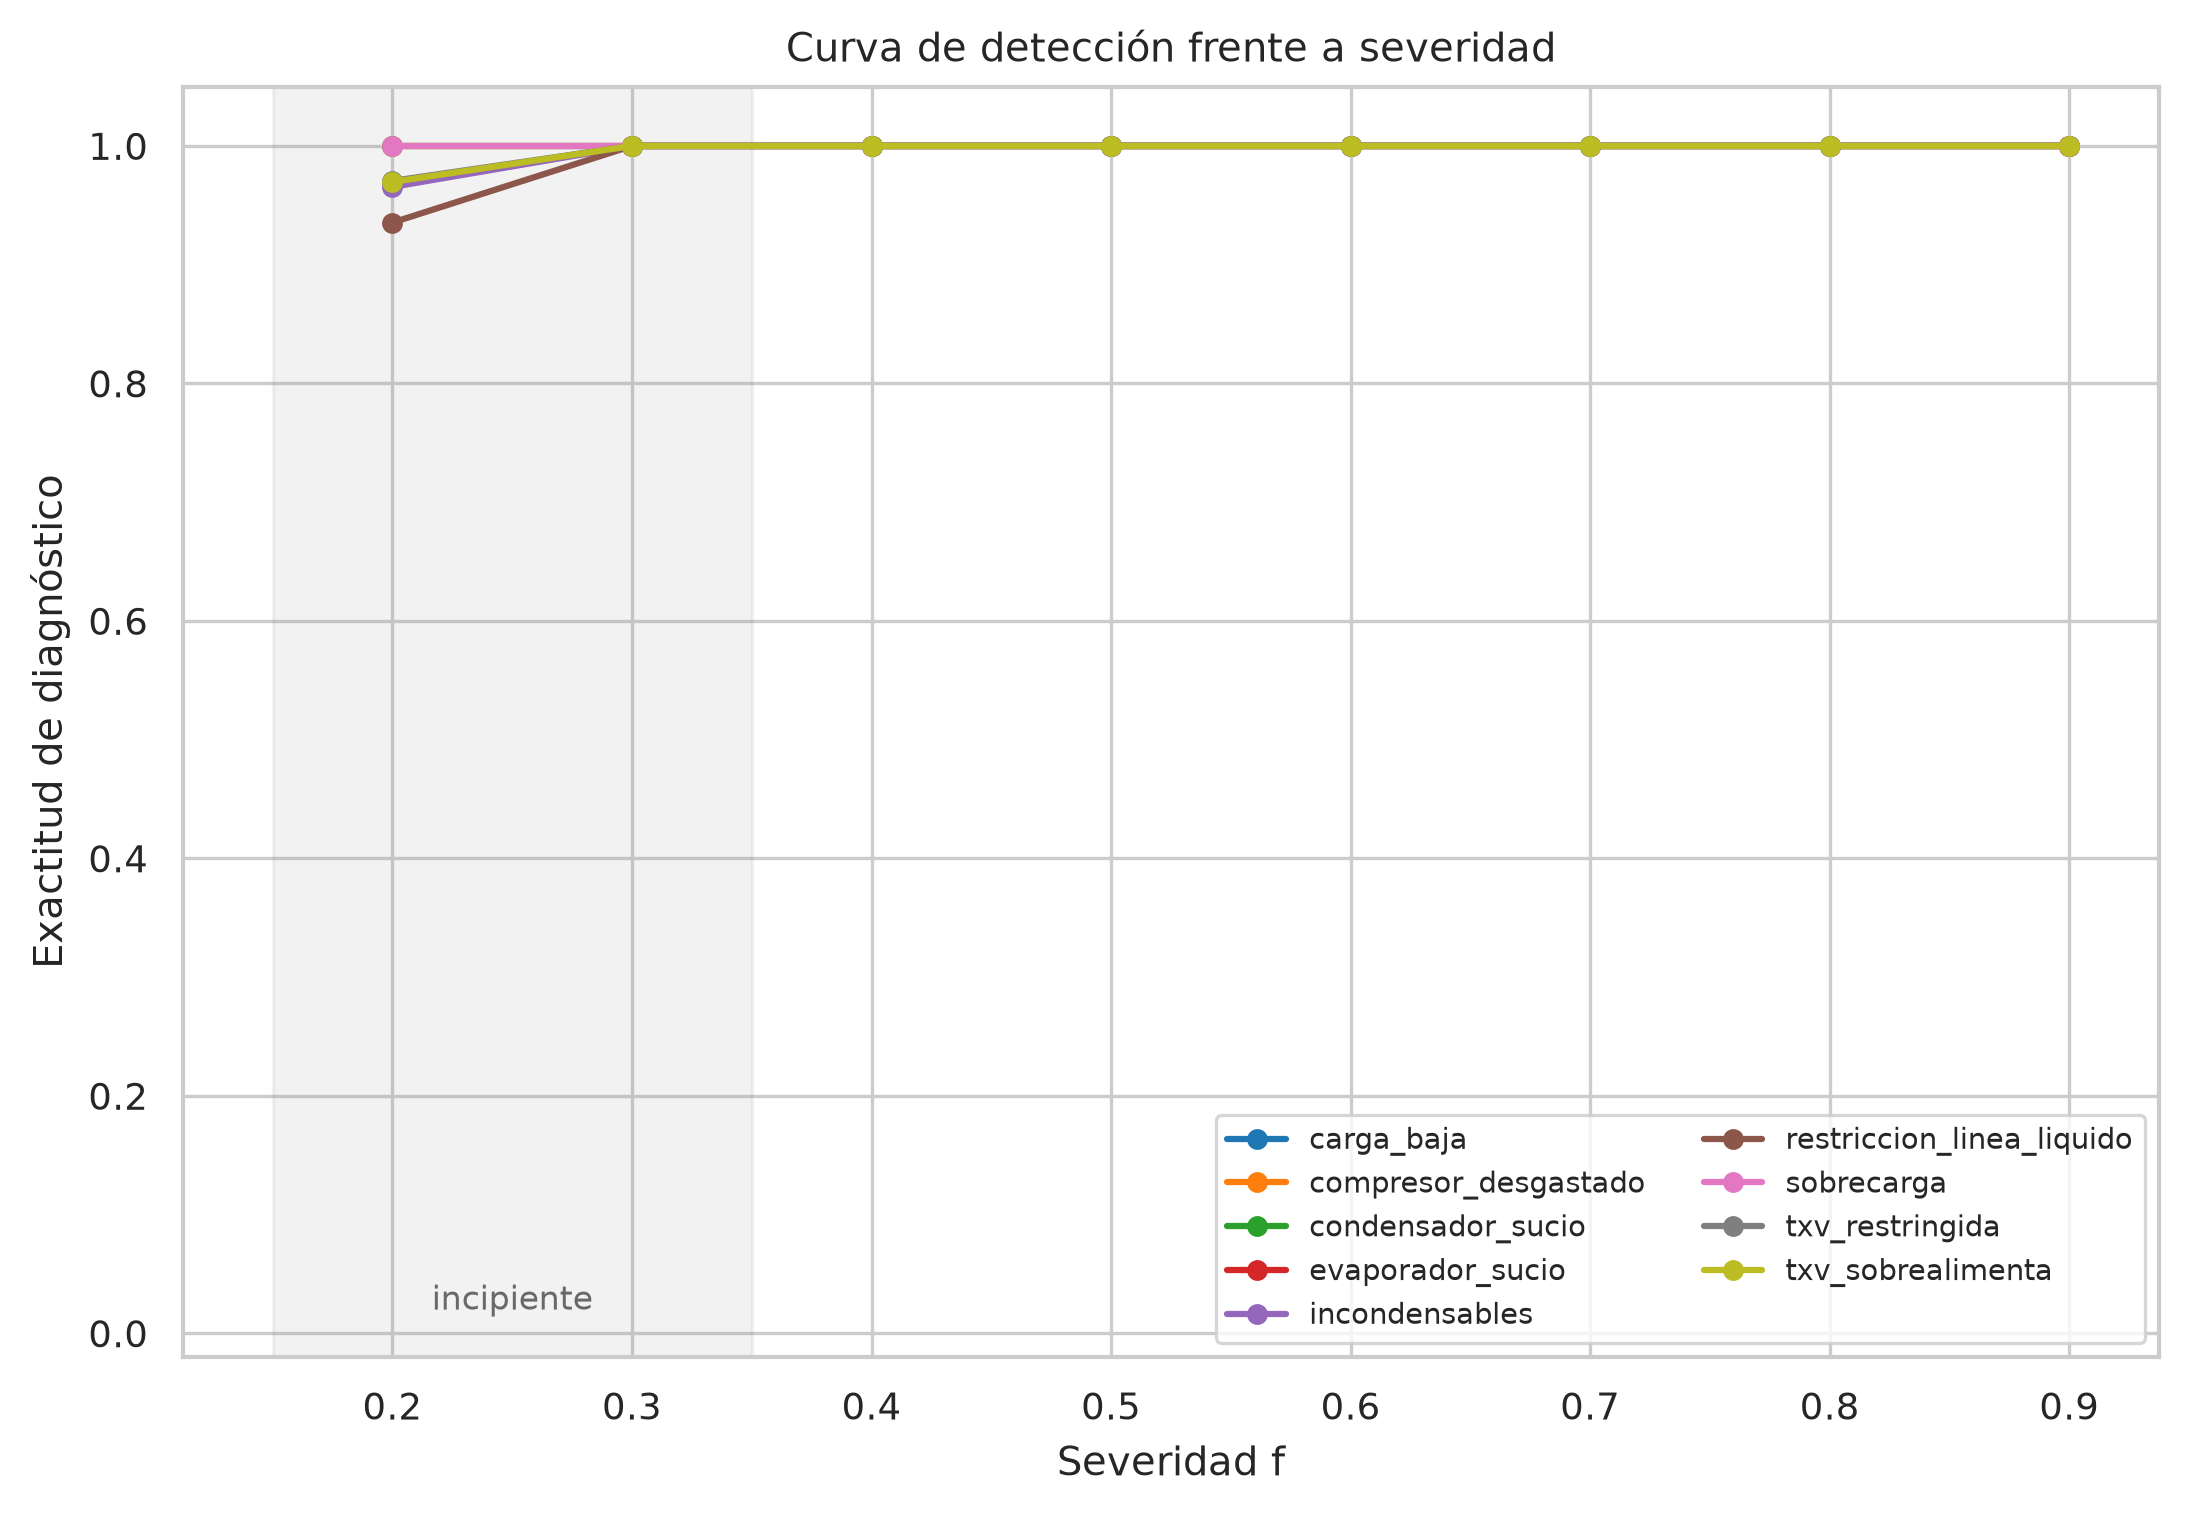 Curva de detección frente a severidad
Exactitud de diagnóstico
1.0
0.8
0.6
0.4
0.2
0.0
incipiente
carga_baja
compresor_desgastado
condensador_sucio
evaporador_sucio
incondensables
restriccion_linea_liquido
sobrecarga
txv_restringida
txv_sobrealimenta
0.2 0.3 0.4 0.5 0.6 0.7 0.8 0.9
Severidad f